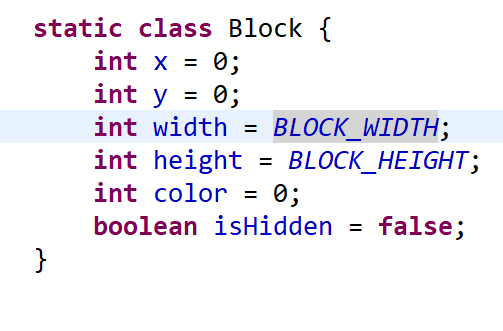 static class Block {
    int x = 0;
    int y = 0;
    int width = BLOCK_WIDTH;
    int height = BLOCK_HEIGHT;
    int color = 0;
    boolean isHidden = false;
}